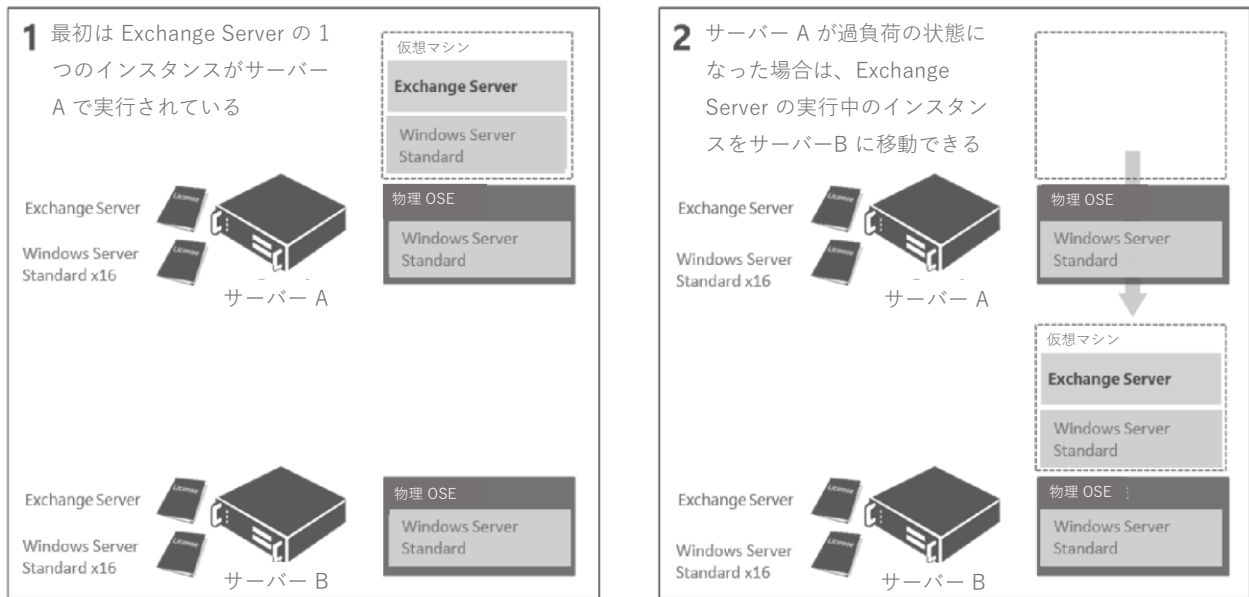 1 最初は Exchange Server の 1
つのインスタンスがサーバー
A で実行されている
仮想マシン
Exchange Server
Windows Server
Standard
Exchange Server
License
Windows Server
Standard x16
License
サーバー A
物理 OSE
Windows Server
Standard
Exchange Server
License
Windows Server
Standard x16
License
サーバー B
物理 OSE
Windows Server
Standard
2 サーバー A が過負荷の状態に
なった場合は、Exchange
Server の実行中のインスタン
スをサーバーB に移動できる
Exchange Server
License
Windows Server
Standard x16
License
サーバー A
物理 OSE
Windows Server
Standard
仮想マシン
Exchange Server
Windows Server
Standard
Exchange Server
License
Windows Server
Standard x16
License
サーバー B
物理 OSE
Windows Server
Standard